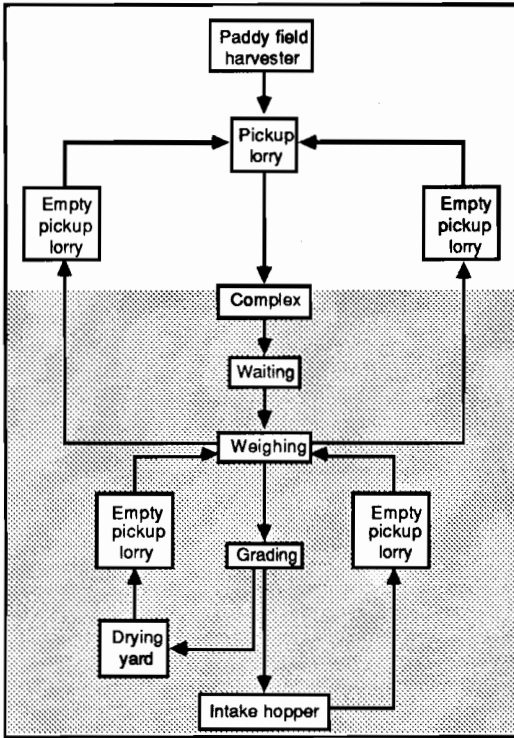 Paddy field
harvester
Pickup
lorry
Empty
pickup
lorry
Empty
pickup
lorry
Complex
Waiting
Weighing
Empty
pickup
lorry
Empty
pickup
lorry
Grading
Drying
yard
Intake hopper